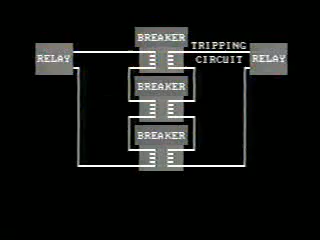 BREAKER
TRIPPING
RELAY
CIRCUIT
RELAY
BREAKER
BREAKER